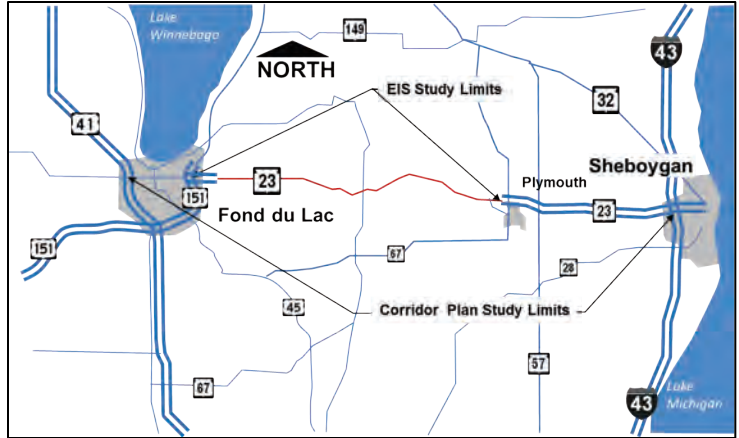 Lake
Winnebago
149
43
NORTH
EIS Study Limits
32
41
Sheboygan
23
Plymouth
151
23
Fond du Lac
151
67
28
Corridor Plan Study Limits
45
57
67
43
Lake
Michigan